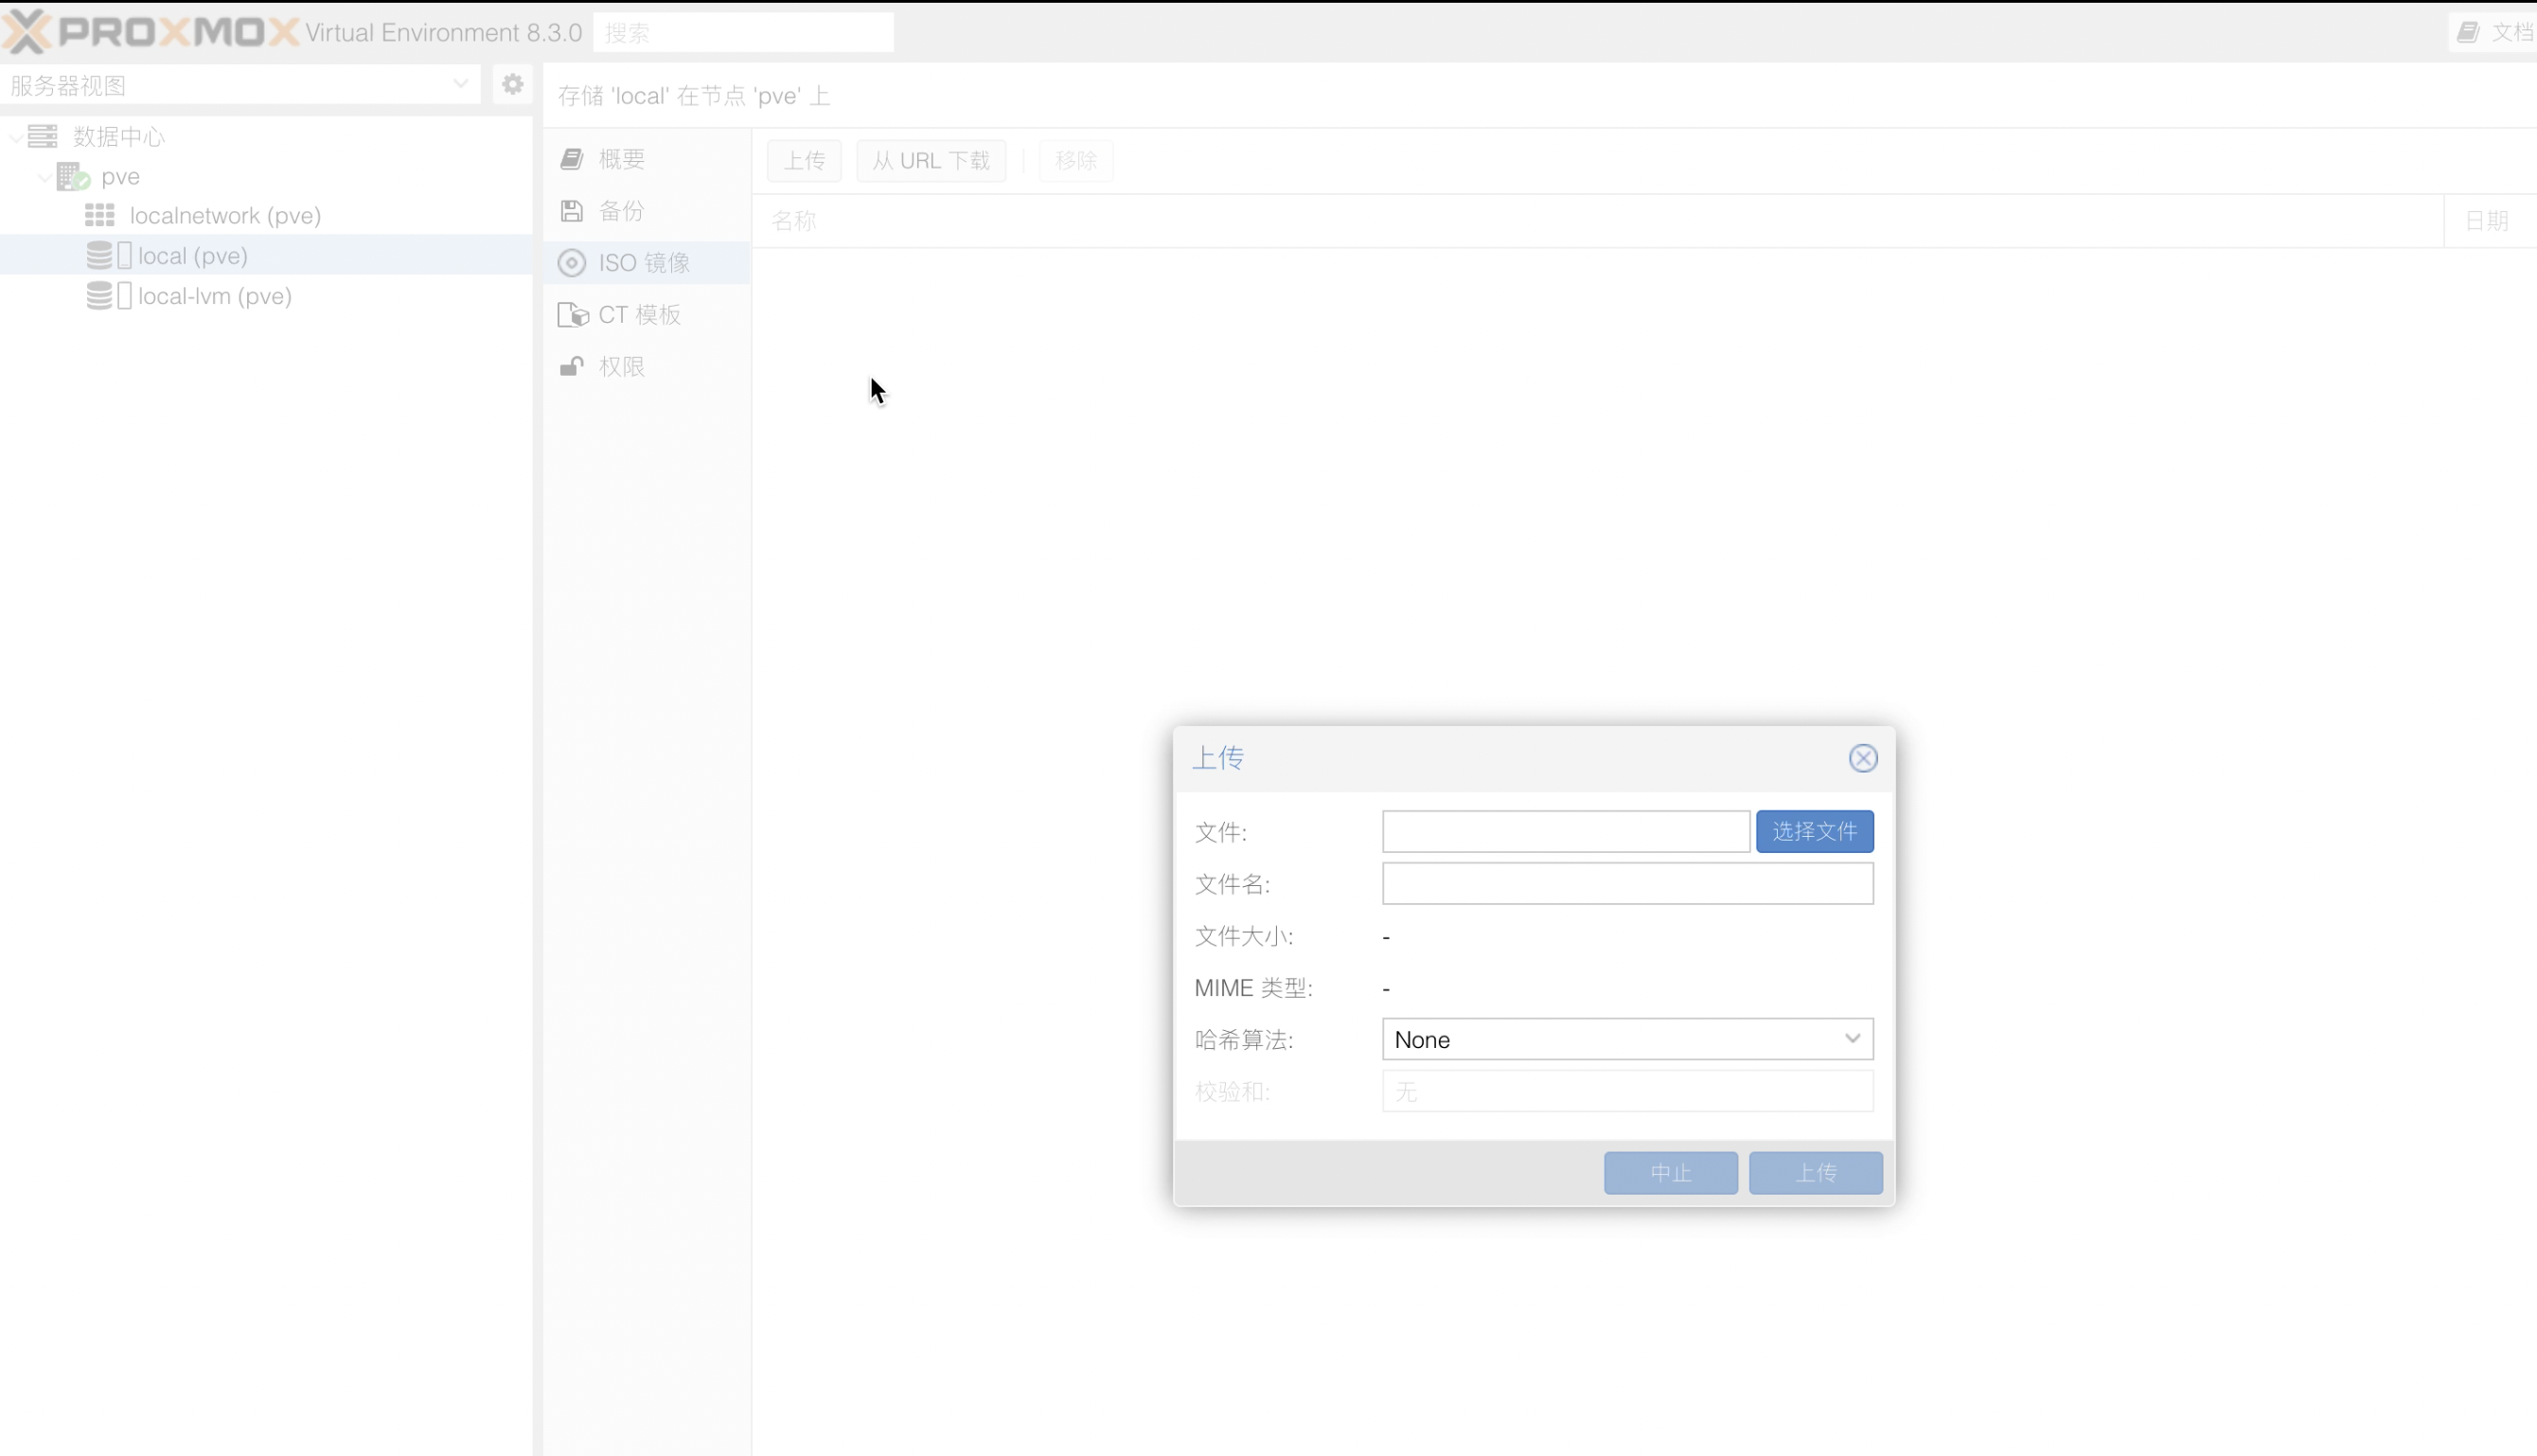 PROXMOX Virtual Environment 8.3.0 搜索 文档
服务器视图
存储 'local' 在节点 'pve' 上
数据中心
pve
localnetwork (pve)
local (pve)
local-lvm (pve)
概要
备份
ISO 镜像
CT 模板
权限
上传 从 URL 下载 移除
名称 日期
上传
文件: 选择文件
文件名:
文件大小: -
MIME 类型: -
哈希算法: None
校验和: 无
中止 上传